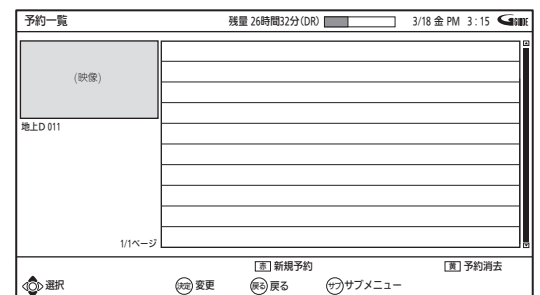 予約一覧 残量 26時間32分(DR) 3/18 金 PM 3:15 GGUIDE
(映像)
地上D 011
1/1ページ
赤 新規予約 黄 予約消去
選択 決定 変更 戻る 戻る サブ サブメニュー